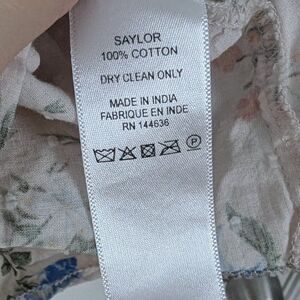 SAYLOR
100% COTTON
DRY CLEAN ONLY
MADE IN INDIA
FABRIQUE EN INDE
RN 144636
P